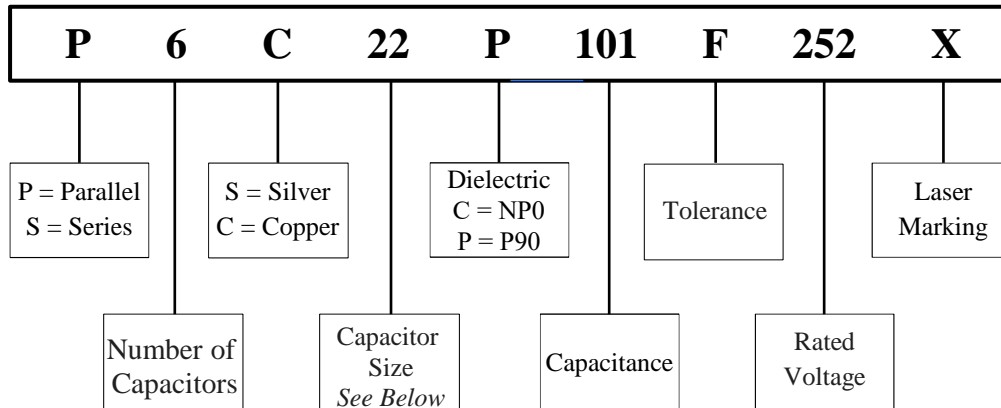 P 6 C 22 P 101 F 252 X
P = Parallel
S = Series
S = Silver
C = Copper
Dielectric
C = NP0
P = P90
Tolerance
Laser
Marking
Number of
Capacitors
Capacitor
Size
See Below
Capacitance
Rated
Voltage